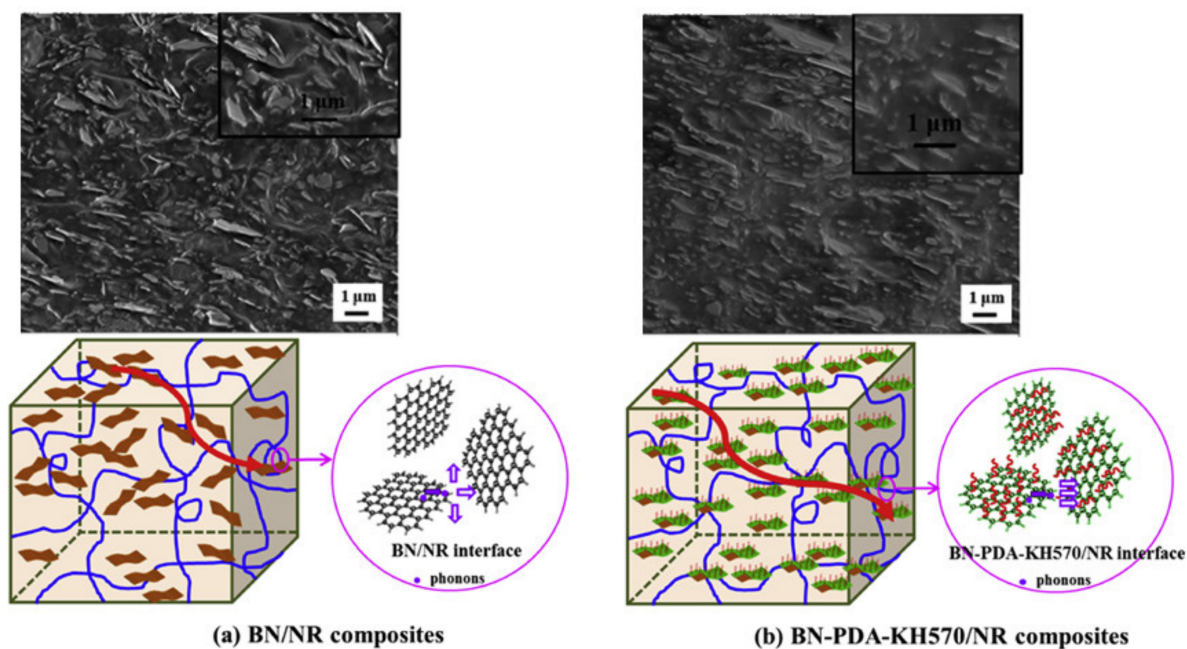 1 μm
1 μm
1 μm
1 μm
BN/NR interface
phonons
BN-PDA-KH570/NR interface
phonons
(a) BN/NR composites
(b) BN-PDA-KH570/NR composites